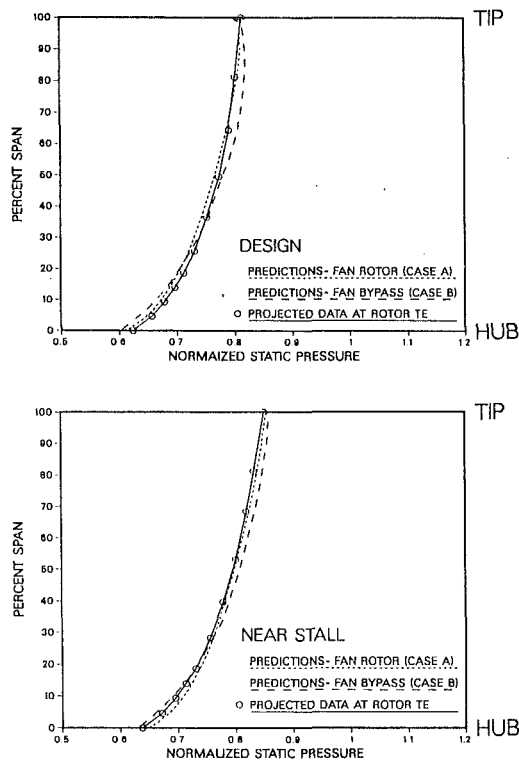 TIP
100
90
80
70
60
50
40
30
20
10
0
PERCENT SPAN
DESIGN
PREDICTIONS- FAN ROTOR (CASE A)
PREDICTIONS- FAN BYPASS (CASE B)
PROJECTED DATA AT ROTOR TE
HUB
0.5 0.6 0.7 0.8 0.9 1.0 1.1 1.2
NORMAIZED STATIC PRESSURE
TIP
100
90
80
70
60
50
40
30
20
10
0
PERCENT SPAN
NEAR STALL
PREDICTIONS- FAN ROTOR (CASE A)
PREDICTIONS- FAN BYPASS (CASE B)
PROJECTED DATA AT ROTOR TE
HUB
0.5 0.6 0.7 0.8 0.9 1.0 1.1 1.2
NORMALIZED STATIC PRESSURE